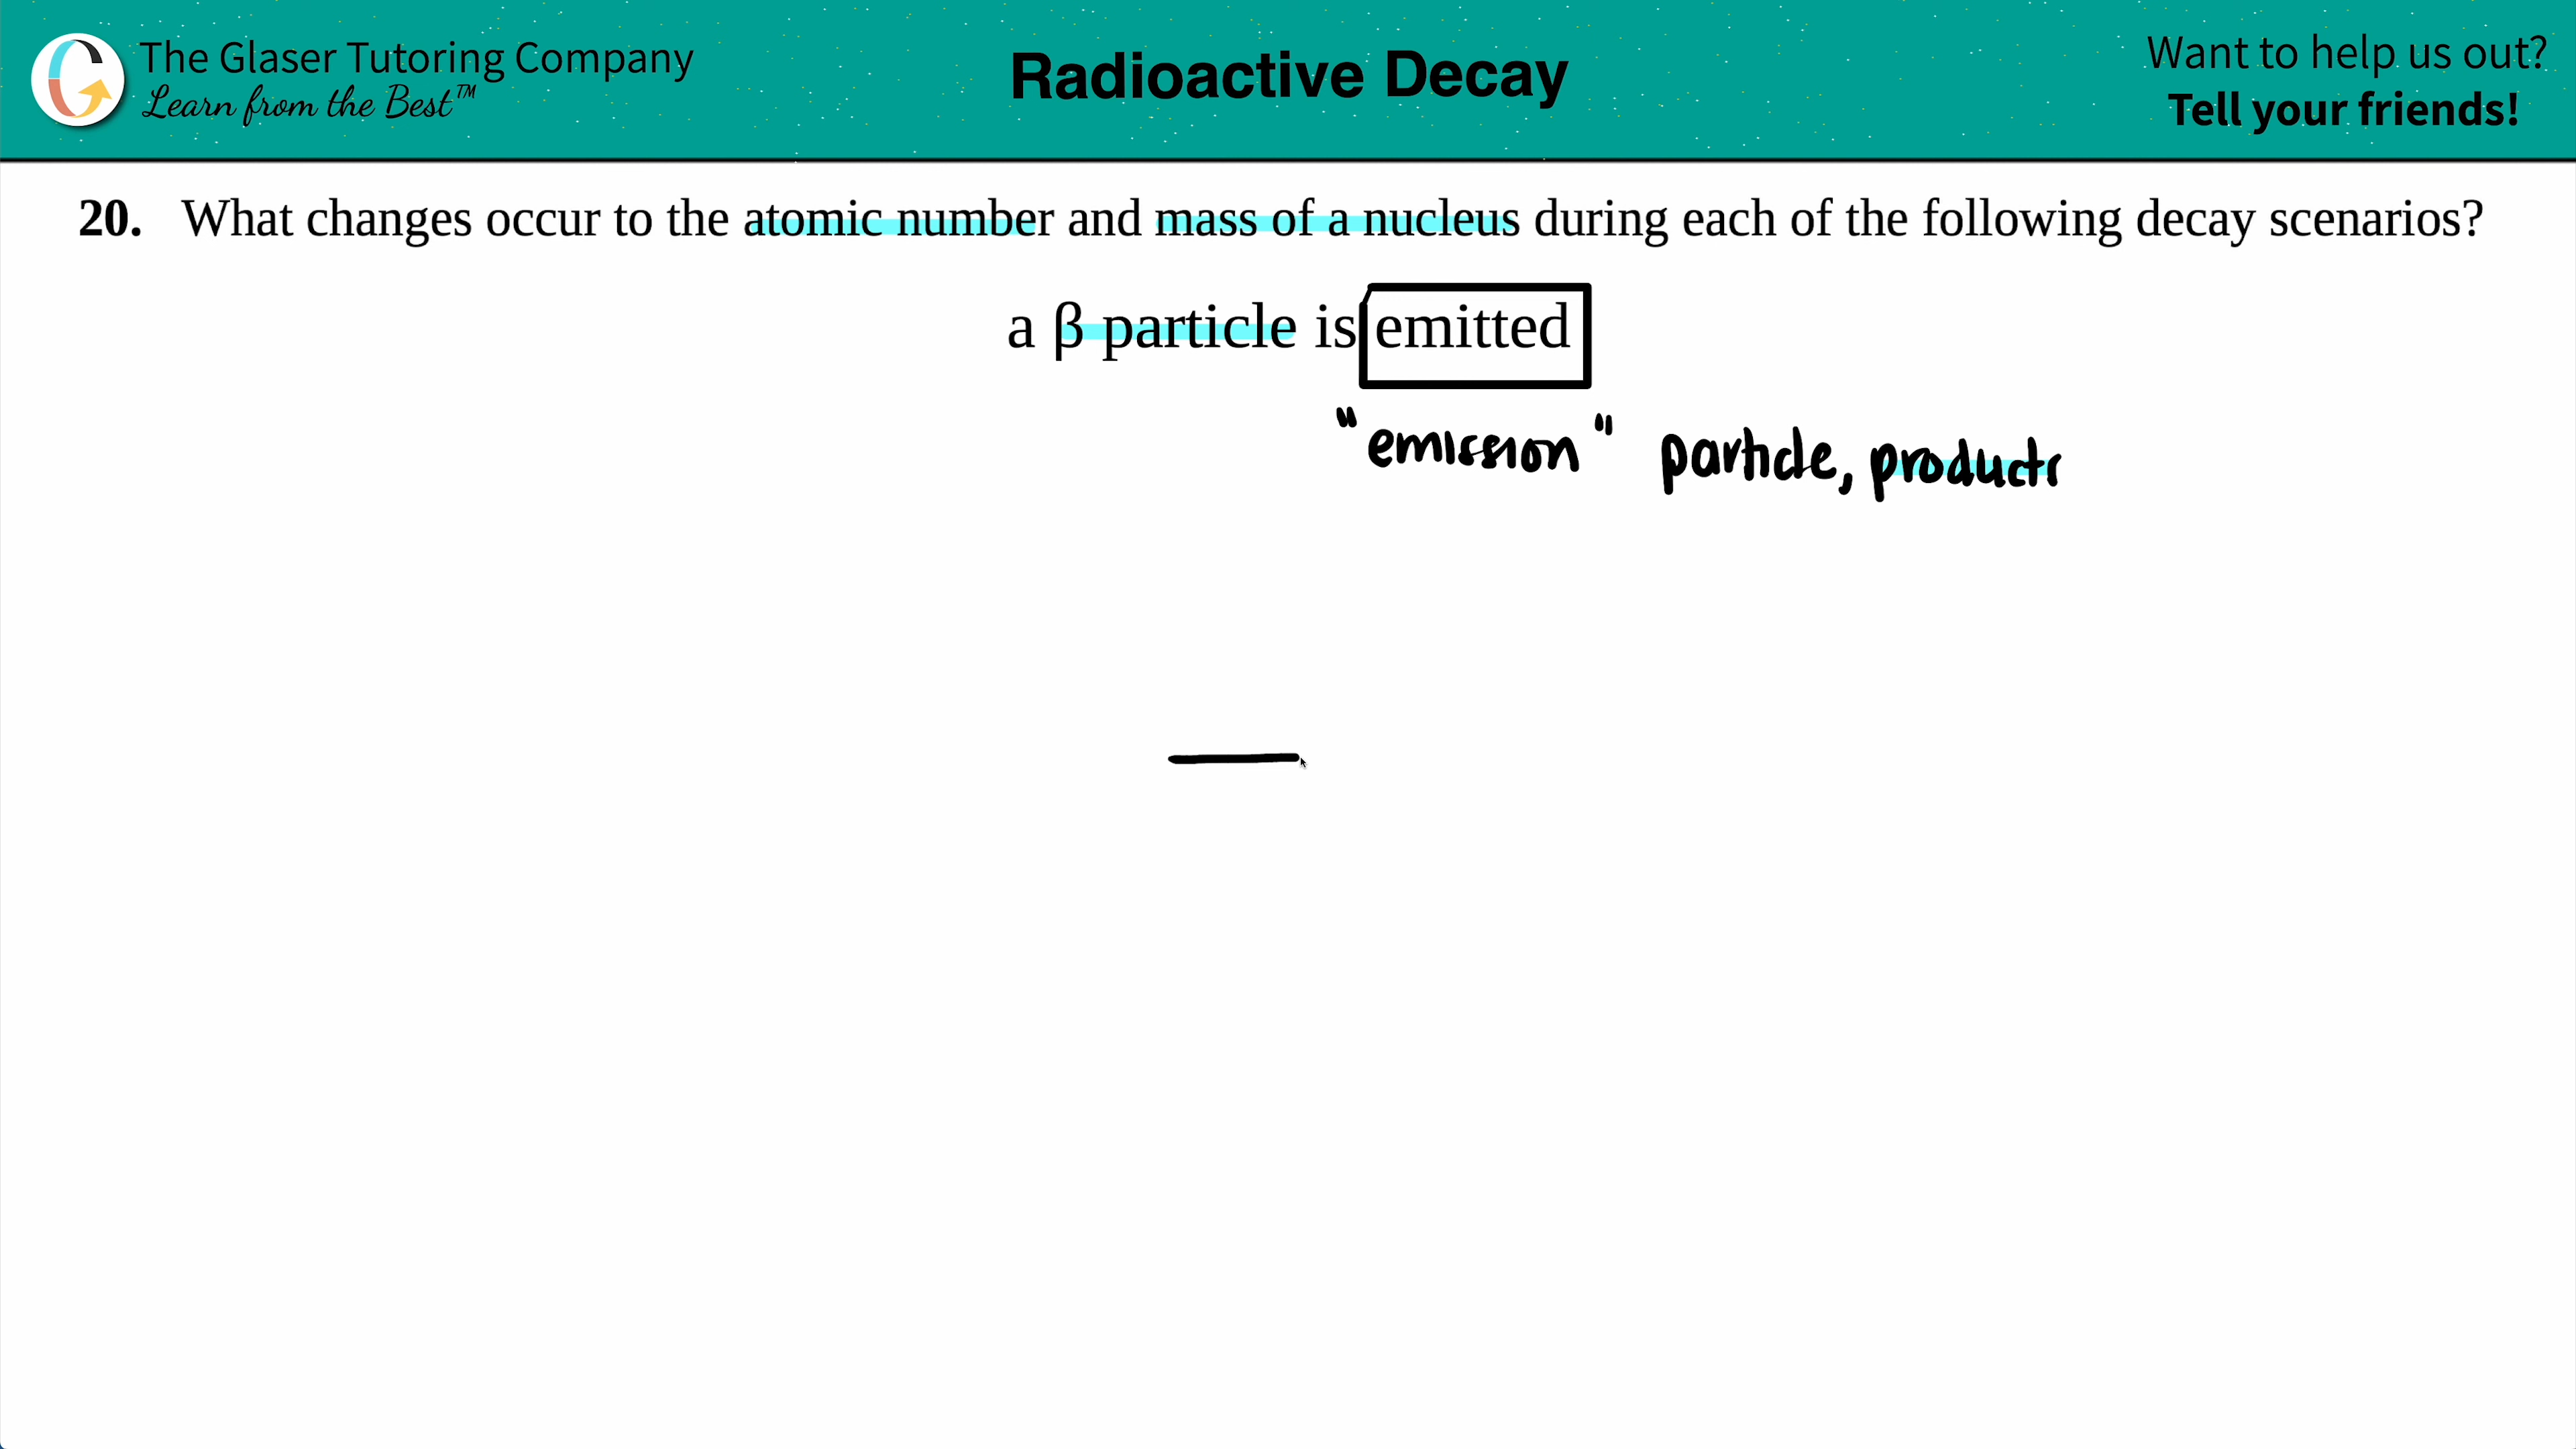 The Glaser Tutoring Company
Learn from the Best™
Radioactive Decay
Want to help us out?
Tell your friends!
20. What changes occur to the atomic number and mass of a nucleus during each of the following decay scenarios?
a β particle is emitted
"emission" particle, products